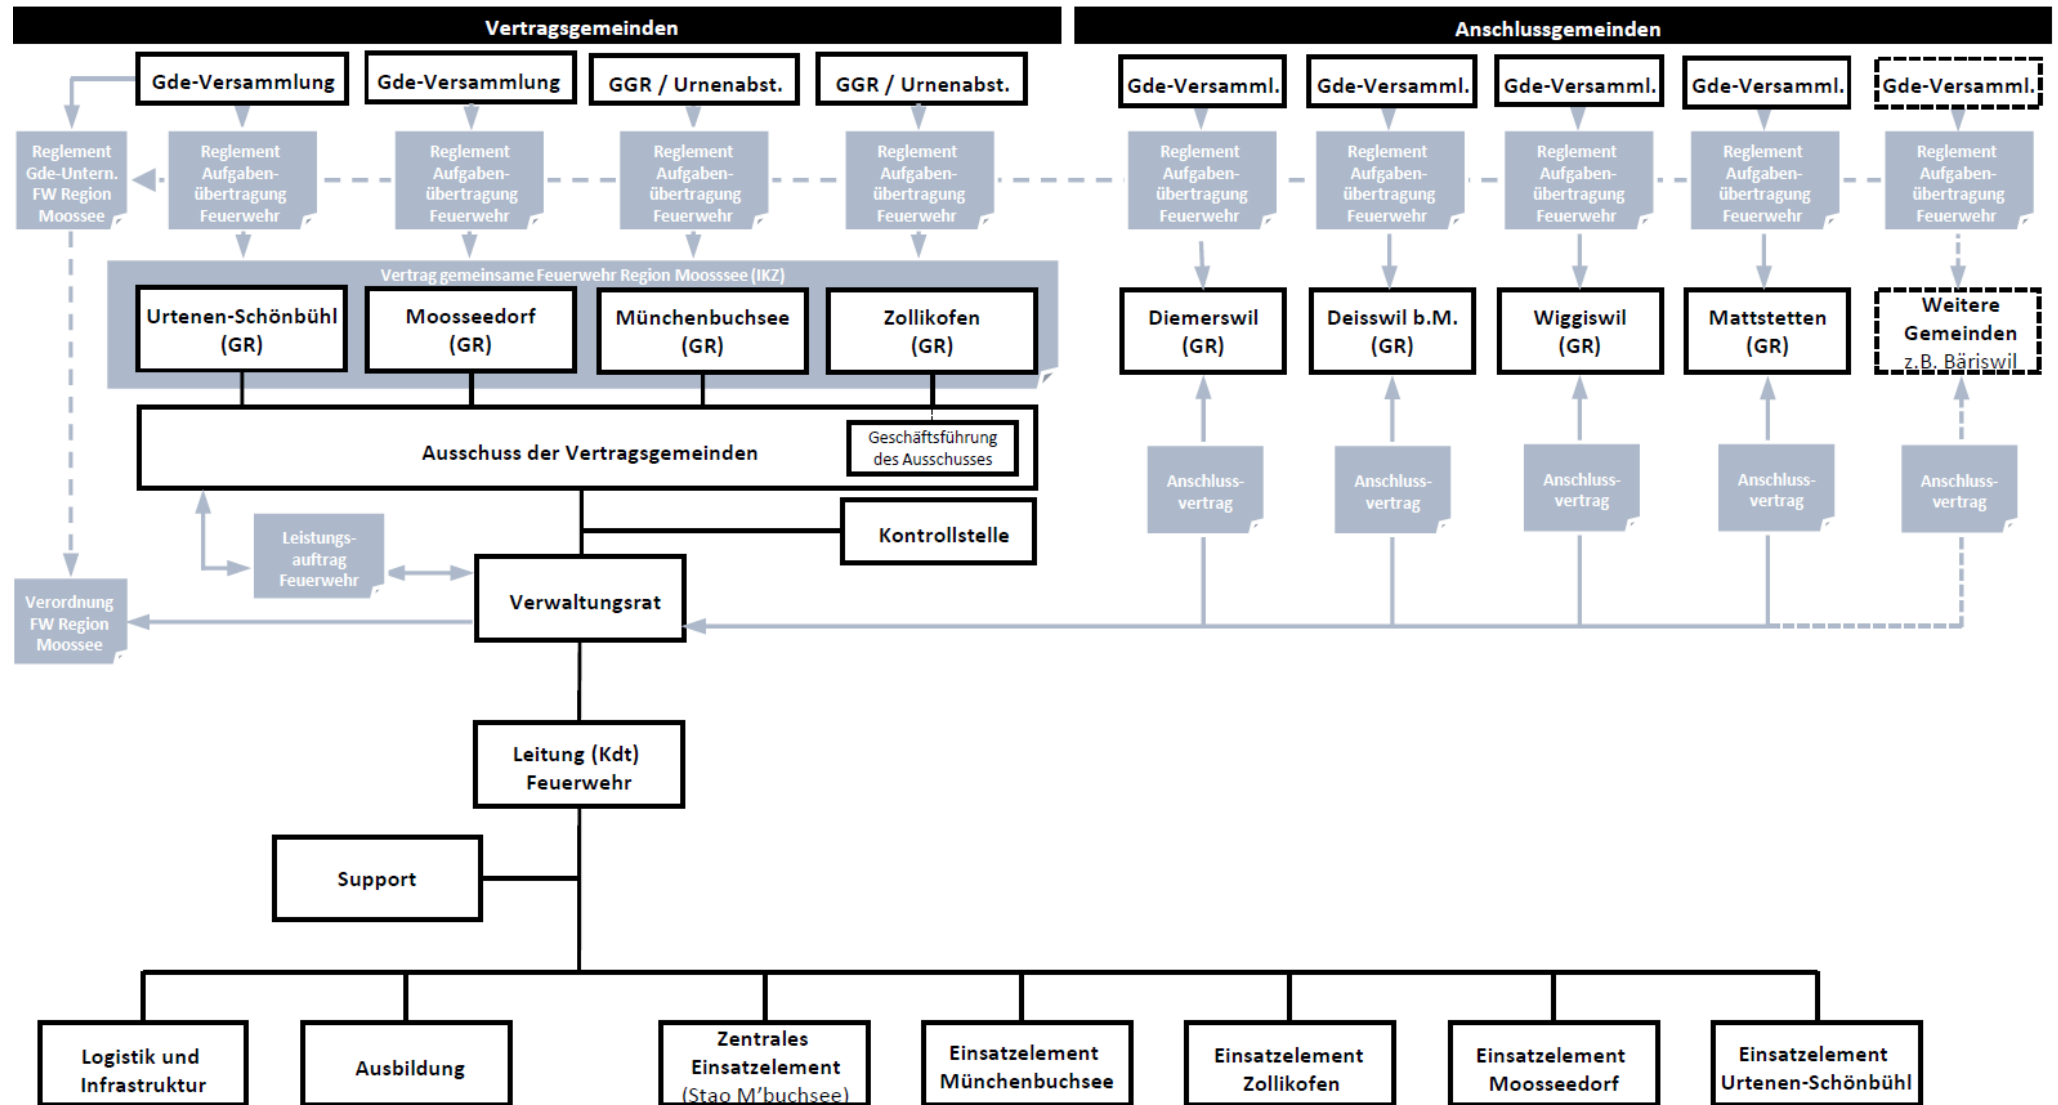 Vertragsgemeinden
Anschlussgemeinden
Gde-Versammlung
Gde-Versammlung
GGR / Urnenabst.
GGR / Urnenabst.
Gde-Versamml.
Gde-Versamml.
Gde-Versamml.
Gde-Versamml.
Gde-Versamml.
Reglement
Gde-Untern.
FW Region
Moossee
Reglement
Aufgaben-
übertragung
Feuerwehr
Reglement
Aufgaben-
übertragung
Feuerwehr
Reglement
Aufgaben-
übertragung
Feuerwehr
Reglement
Aufgaben-
übertragung
Feuerwehr
Reglement
Aufgaben-
übertragung
Feuerwehr
Reglement
Aufgaben-
übertragung
Feuerwehr
Reglement
Aufgaben-
übertragung
Feuerwehr
Reglement
Aufgaben-
übertragung
Feuerwehr
Reglement
Aufgaben-
übertragung
Feuerwehr
Vertrag gemeinsame Feuerwehr Region Moosssee (IKZ)
Urtenen-Schönbühl
(GR)
Moosseedorf
(GR)
Münchenbuchsee
(GR)
Zollikofen
(GR)
Diemerswil
(GR)
Deisswil b.M.
(GR)
Wiggiswil
(GR)
Mattstetten
(GR)
Weitere
Gemeinden
z.B. Bäriswil
Ausschuss der Vertragsgemeinden
Geschäftsführung
des Ausschusses
Anschluss-
vertrag
Anschluss-
vertrag
Anschluss-
vertrag
Anschluss-
vertrag
Anschluss-
vertrag
Kontrollstelle
Leistungs-
auftrag
Feuerwehr
Verwaltungsrat
Verordnung
FW Region
Moossee
Leitung (Kdt)
Feuerwehr
Support
Logistik und
Infrastruktur
Ausbildung
Zentrales
Einsatzelement
(Stao M'buchsee)
Einsatzelement
Münchenbuchsee
Einsatzelement
Zollikofen
Einsatzelement
Moosseedorf
Einsatzelement
Urtenen-Schönbühl